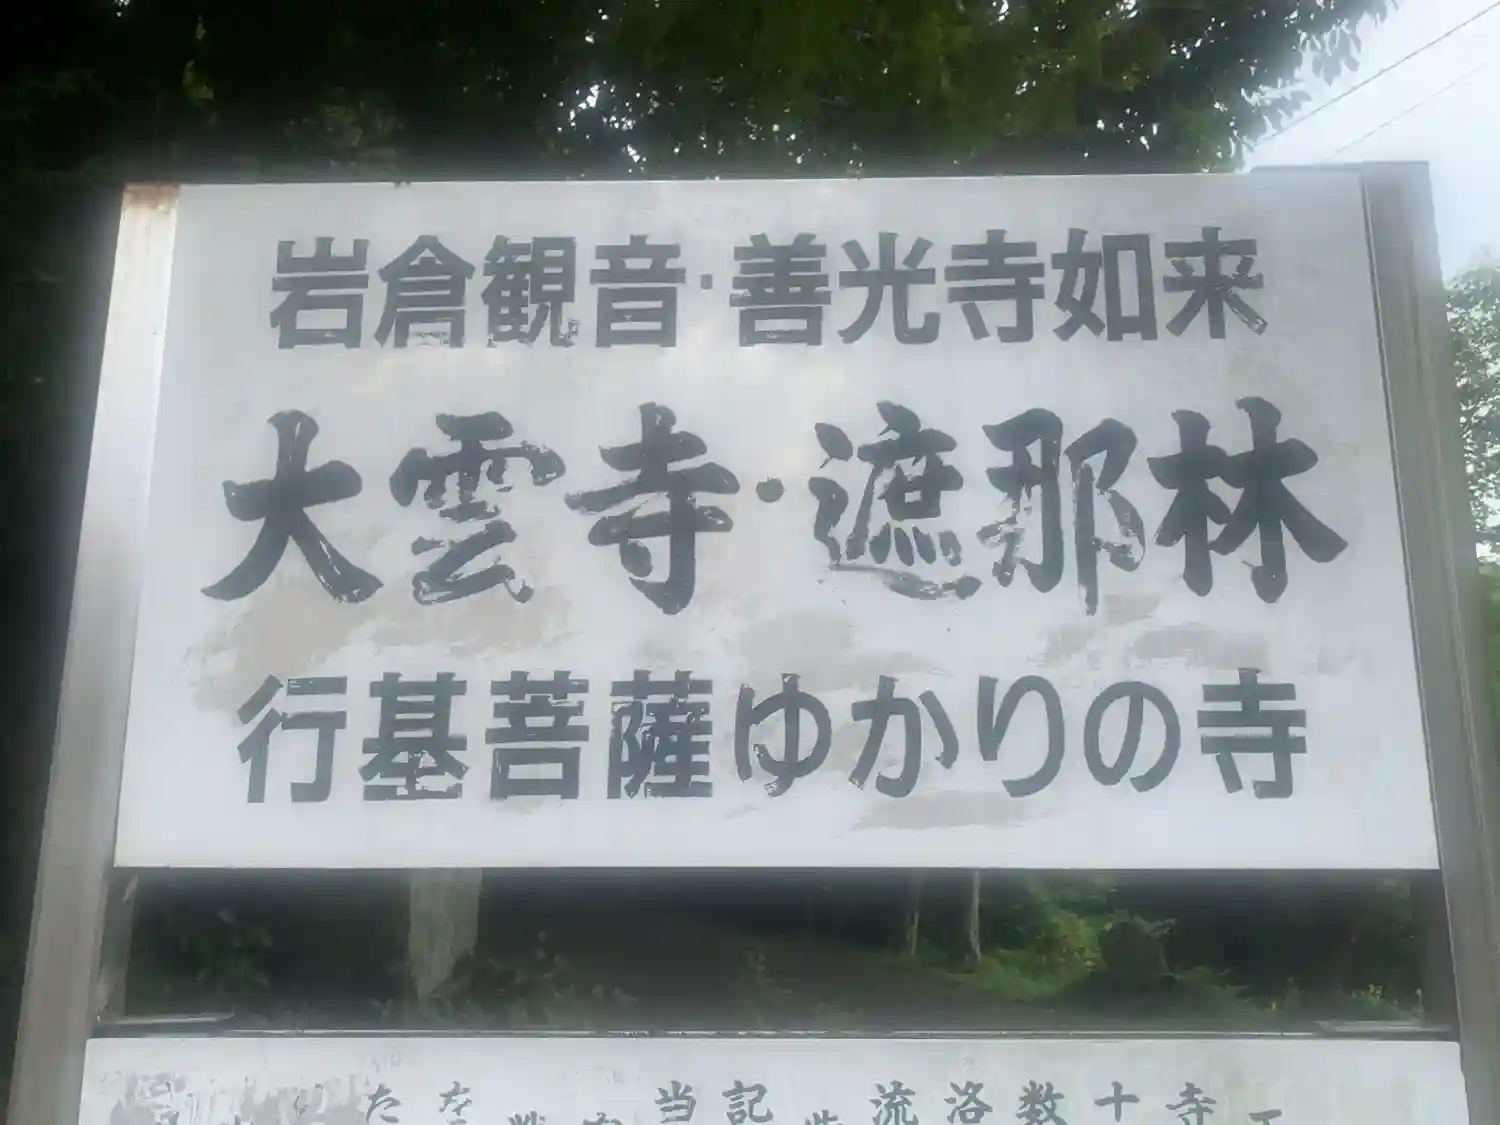 岩倉観音・善光寺如来
大雲寺・遮那林
行基菩薩ゆかりの寺